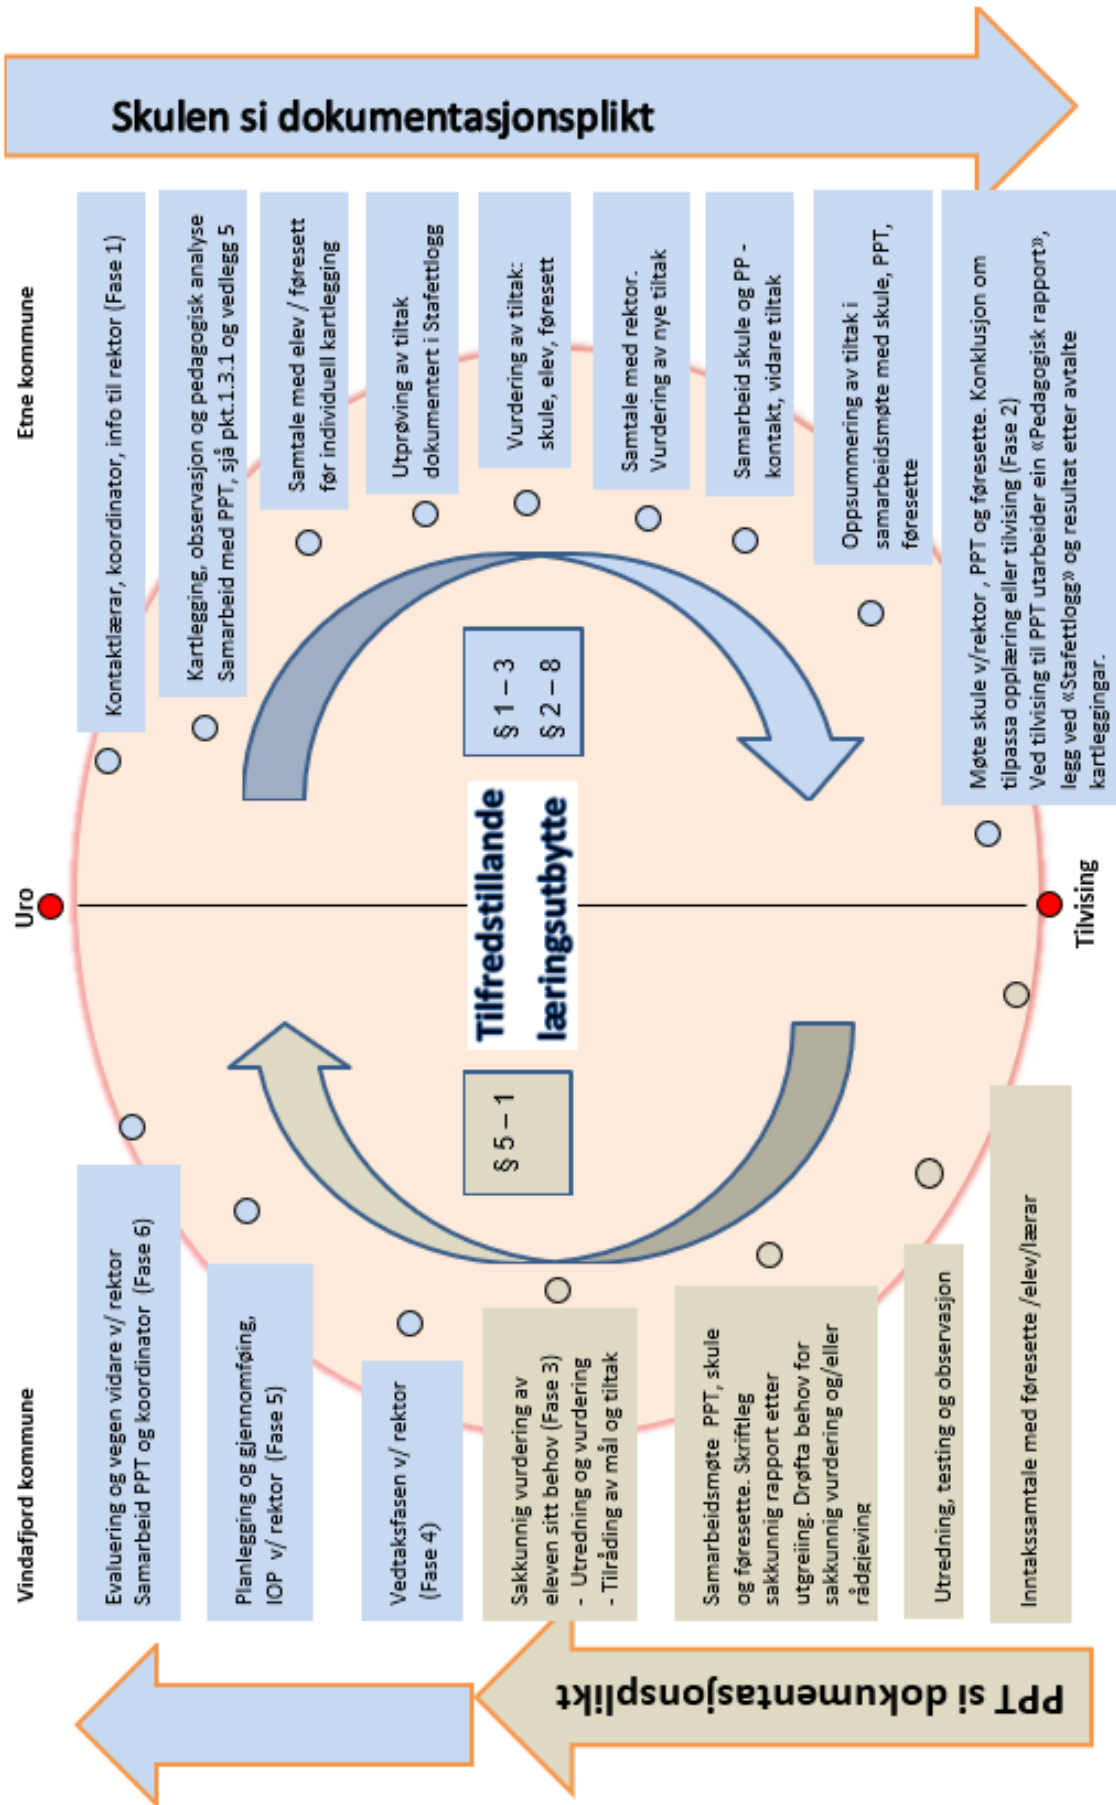 Vindafjord kommune
Etne kommune
Uro
Skulen si dokumentasjonsplikt
Kontaktlærar, koordinator, info til rektor (Fase 1)
Kartlegging, observasjon og pedagogisk analyse
Samarbeid med PPT, sjå pkt.1.3.1 og vedlegg 5
Samtale med elev / føresett
før individuell kartlegging
Utprøving av tiltak
dokumentert i Stafettlogg
Vurdering av tiltak:
skule, elev, føresett
Samtale med rektor.
Vurdering av nye tiltak
Samarbeid skule og PP -
kontakt, vidare tiltak
Oppsummering av tiltak i
samarbeidsmøte med skule, PPT,
føresette
Møte skule v/rektor , PPT og føresette. Konklusjon om
tilpassa opplæring eller tilvising (Fase 2)
Ved tilvising til PPT utarbeider ein «Pedagogisk rapport»,
legg ved «Stafettlogg» og resultat etter avtalte
kartleggingar.
§ 1 – 3
§ 2 – 8
Tilfredstillande
læringsutbytte
§ 5 – 1
Tilvising
Inntakssamtale med føresette /elev/lærar
Utredning, testing og observasjon
Samarbeidsmøte PPT, skule
og føresette. Skriftleg
sakkunnig rapport etter
utgreiing. Drøfta behov for
sakkunnig vurdering og/eller
rådgjeving
Sakkunnig vurdering av
eleven sitt behov (Fase 3)
- Utredning og vurdering
- Tilråding av mål og tiltak
Vedtaksfasen v/ rektor
(Fase 4)
Planlegging og gjennomføing,
IOP v/ rektor (Fase 5)
Evaluering og vegen vidare v/ rektor
Samarbeid PPT og koordinator (Fase 6)
PPT si dokumentasjonsplikt